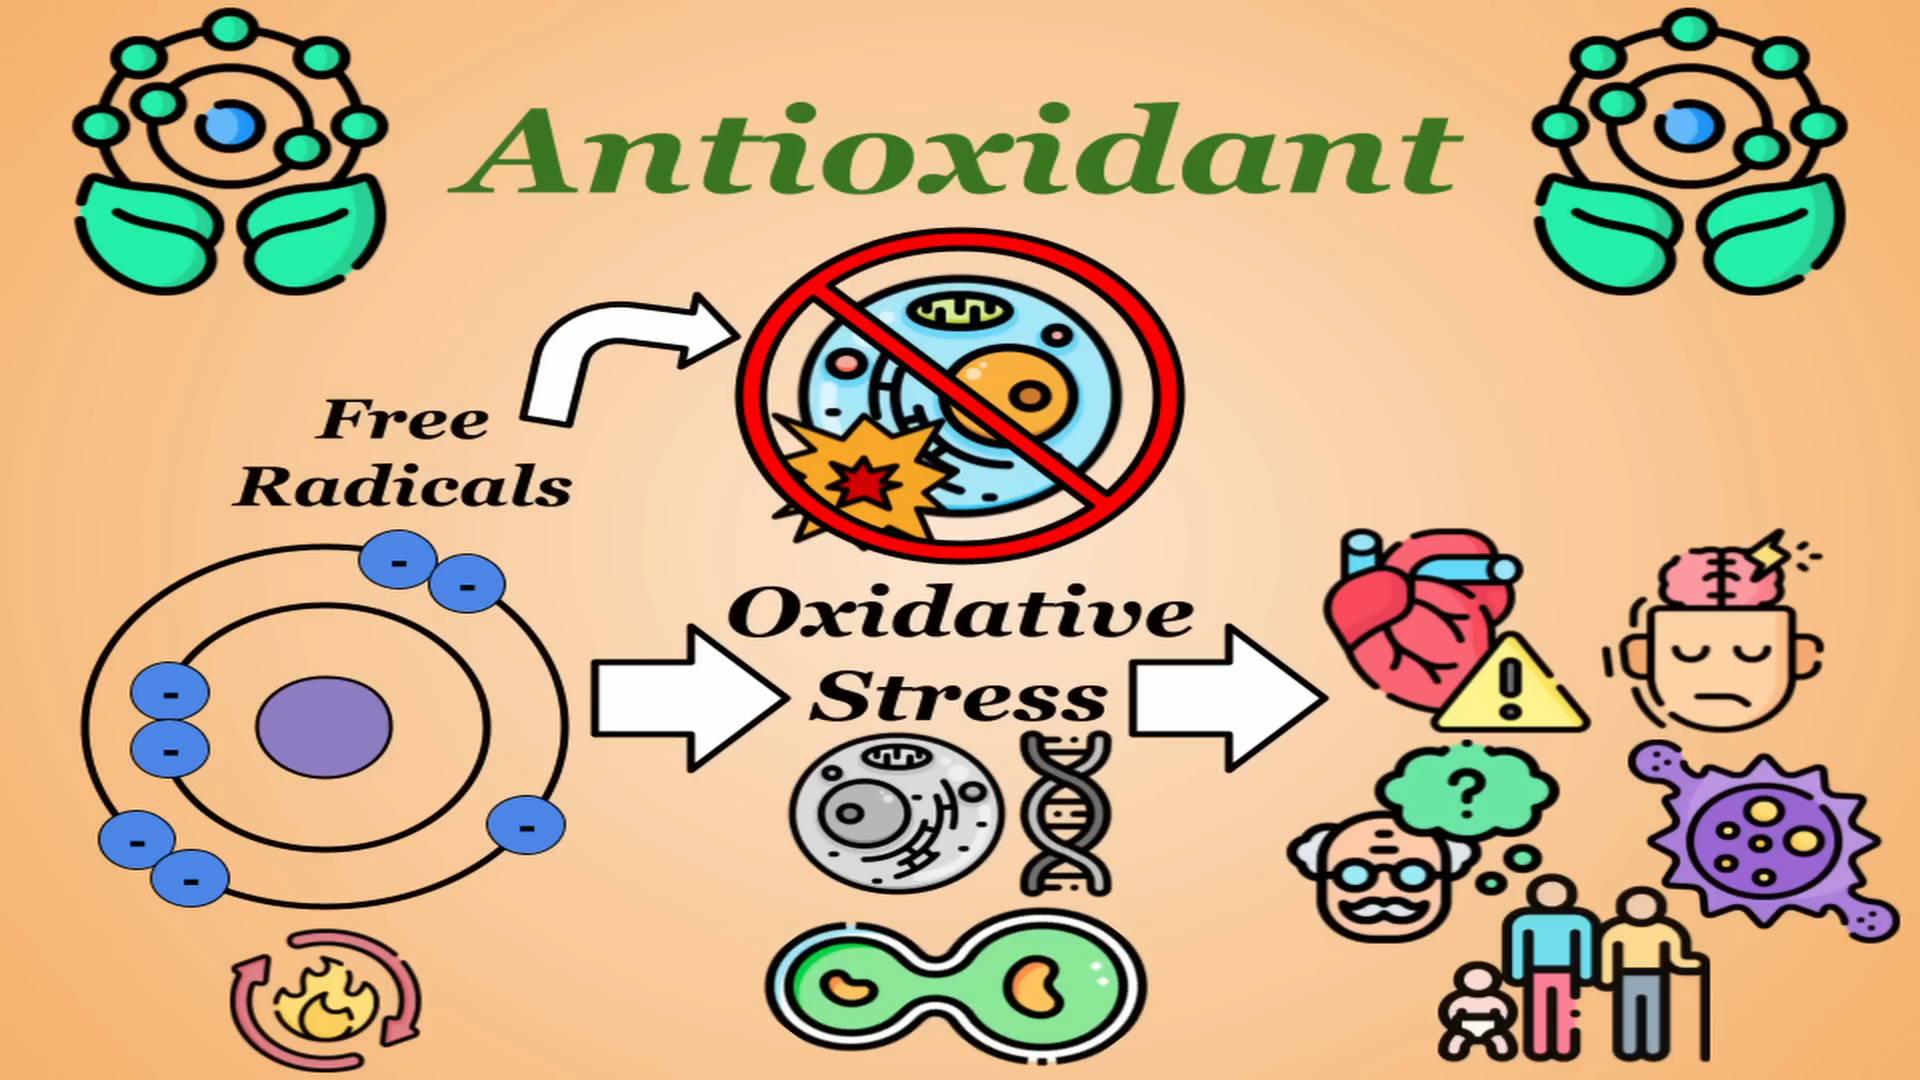 Antioxidant
Free
Radicals
Oxidative
Stress
-
-
-
-
-
-
-
?
!